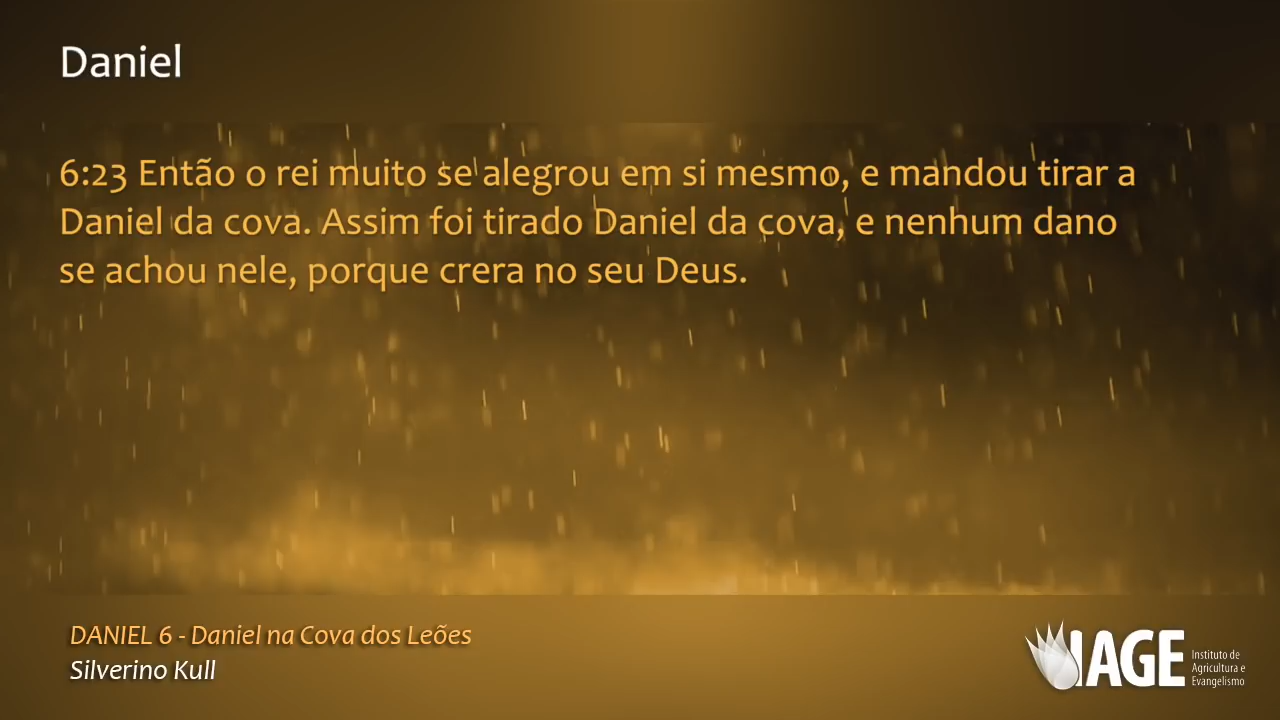 Daniel
6:23 Então o rei muito se alegrou em si mesmo, e mandou tirar a
Daniel da cova. Assim foi tirado Daniel da cova, e nenhum dano
se achou nele, porque crera no seu Deus.
DANIEL 6 - Daniel na Cova dos Leões
Silverino Kull
IAGE
Instituto de
Agricultura e
Evangelismo